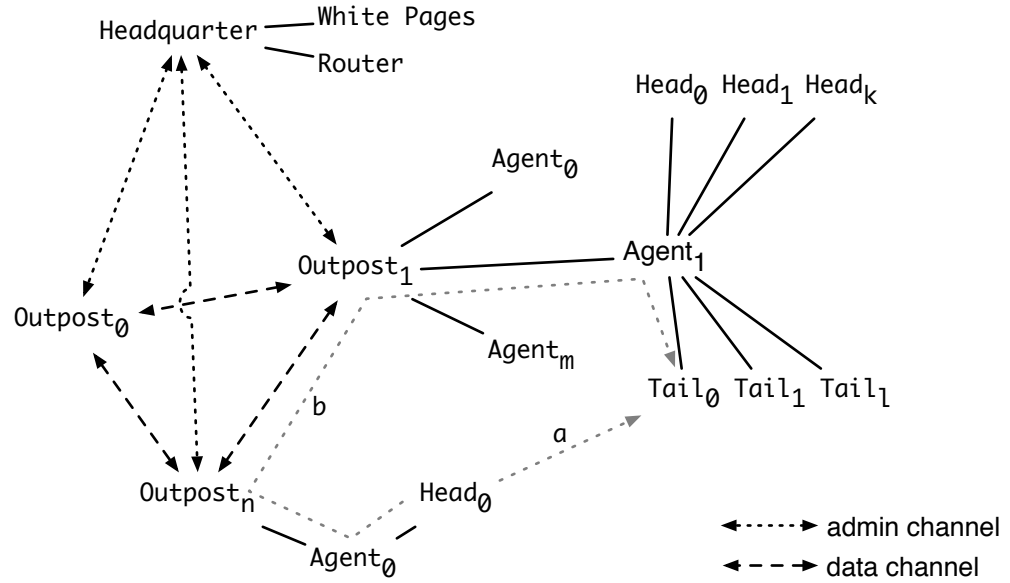 Headquarter
White Pages
Router
Head0 Head1 Headk
Agent0
Outpost1
Agent1
Outpost0
Agentm
Tail0 Tail1 Taill
b
a
Outpostn
Head0
Agent0
admin channel
data channel